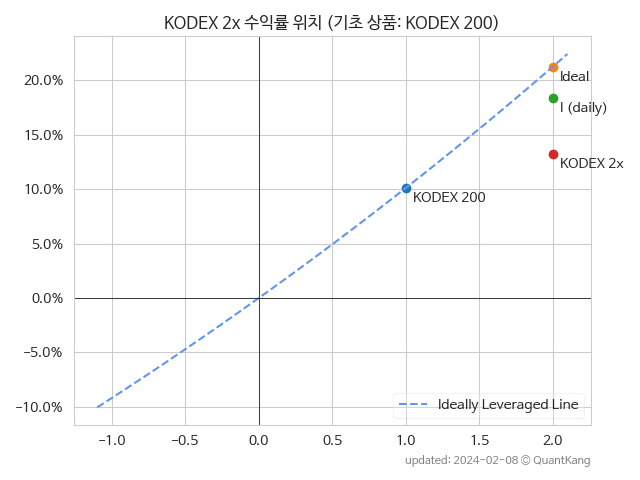 KODEX 2x 수익률 위치 (기초 상품: KODEX 200)
20.0%
15.0%
10.0%
5.0%
0.0%
−5.0%
−10.0%
Ideal
I (daily)
KODEX 2x
KODEX 200
Ideally Leveraged Line
−1.0 −0.5 0.0 0.5 1.0 1.5 2.0
updated: 2024-02-08 © QuantKang